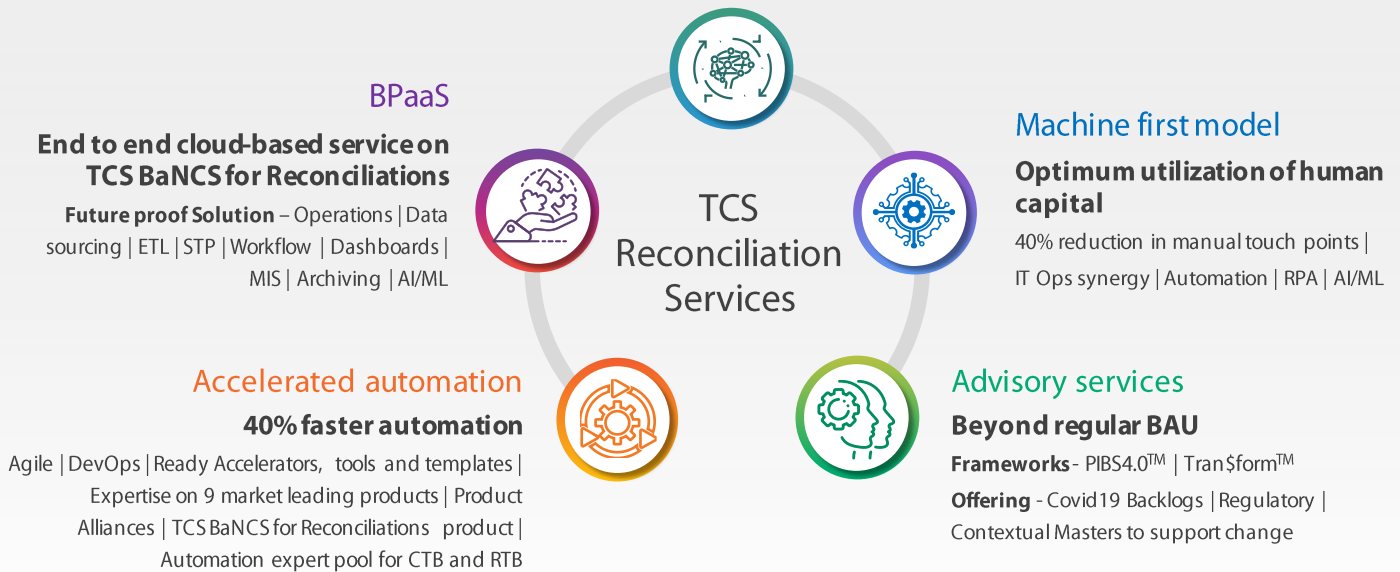 BPaaS
End to end cloud-based service on
TCS BaNCS for Reconciliations
Future proof Solution – Operations | Data
sourcing | ETL | STP | Workflow | Dashboards |
MIS | Archiving | AI/ML
TCS
Reconciliation
Services
Machine first model
Optimum utilization of human
capital
40% reduction in manual touch points |
IT Ops synergy | Automation | RPA | AI/ML
Accelerated automation
40% faster automation
Agile | DevOps | Ready Accelerators, tools and templates |
Expertise on 9 market leading products | Product
Alliances | TCS BaNCS for Reconciliations product |
Automation expert pool for CTB and RTB
Advisory services
Beyond regular BAU
Frameworks - PIBS4.0™ | Tran$form™
Offering - Covid19 Backlogs | Regulatory |
Contextual Masters to support change